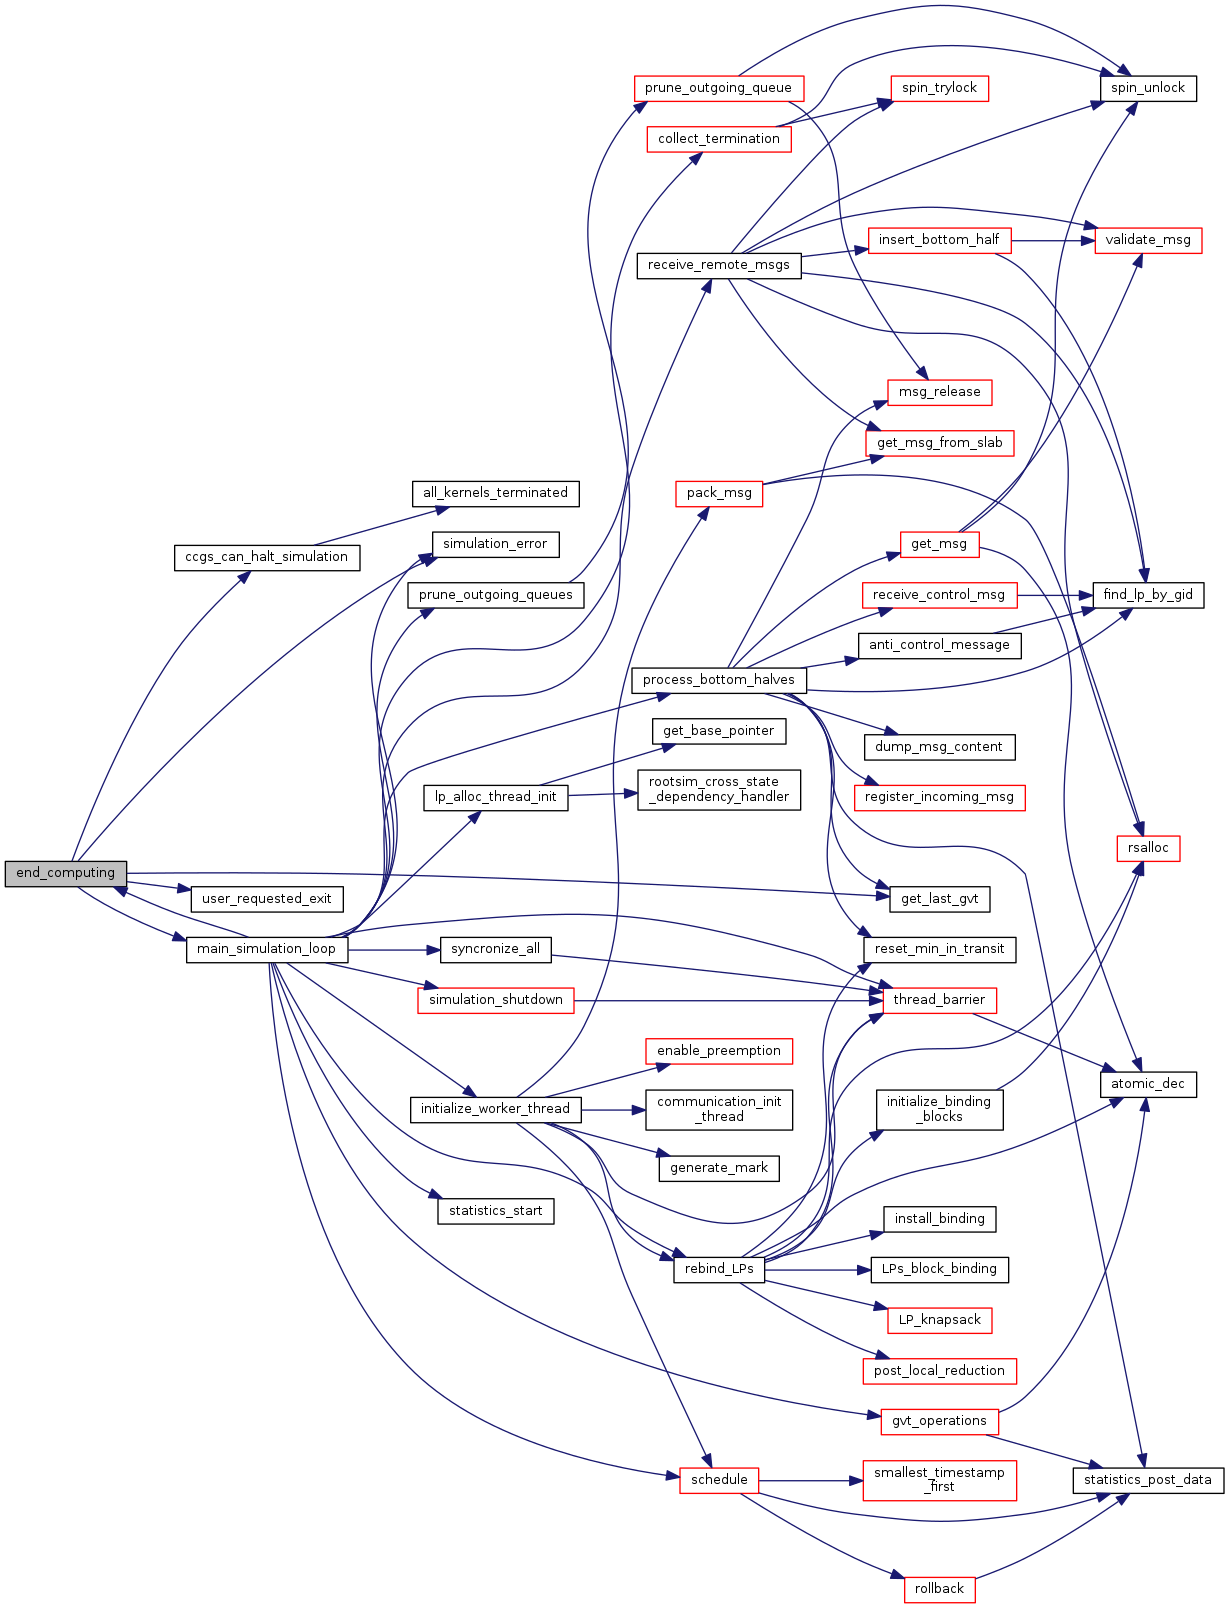 prune_outgoing_queue
spin_trylock
spin_unlock
collect_termination
insert_bottom_half
validate_msg
receive_remote_msgs
msg_release
get_msg_from_slab
all_kernels_terminated
pack_msg
simulation_error
get_msg
ccgs_can_halt_simulation
prune_outgoing_queues
receive_control_msg
find_lp_by_gid
anti_control_message
process_bottom_halves
get_base_pointer
dump_msg_content
lp_alloc_thread_init
rootsim_cross_state
_dependency_handler
register_incoming_msg
rsalloc
end_computing
user_requested_exit
get_last_gvt
main_simulation_loop
syncronize_all
reset_min_in_transit
simulation_shutdown
thread_barrier
enable_preemption
atomic_dec
initialize_worker_thread
communication_init
_thread
initialize_binding
_blocks
generate_mark
statistics_start
install_binding
rebind_LPs
LPs_block_binding
LP_knapsack
post_local_reduction
gvt_operations
schedule
smallest_timestamp
_first
statistics_post_data
rollback